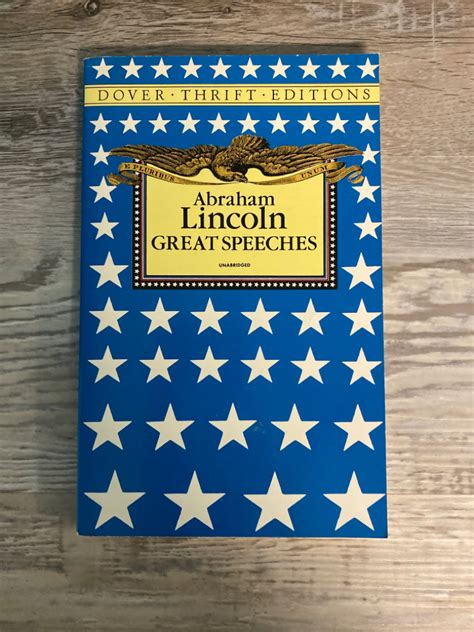 DOVER · THRIFT · EDITIONS
E PLURIBUS UNUM
Abraham
Lincoln
GREAT SPEECHES
UNABRIDGED